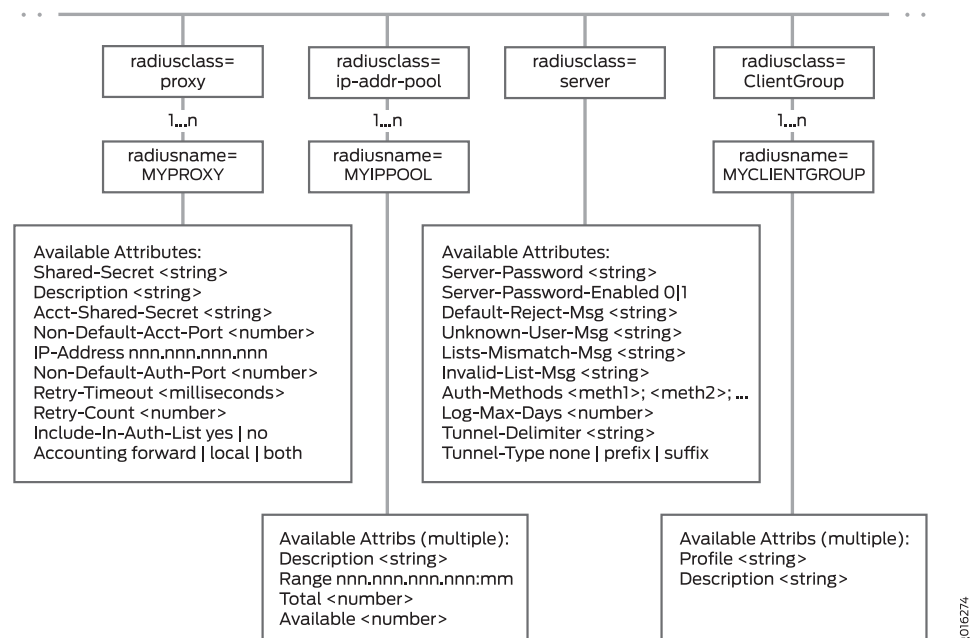 radiusclass=
proxy
radiusclass=
ip-addr-pool
radiusclass=
server
radiusclass=
ClientGroup
1...n
1...n
1...n
radiusname=
MYPROXY
radiusname=
MYIPPOOL
radiusname=
MYCLIENTGROUP
Available Attributes:
Shared-Secret <string>
Description <string>
Acct-Shared-Secret <string>
Non-Default-Acct-Port <number>
IP-Address nnn.nnn.nnn.nnn
Non-Default-Auth-Port <number>
Retry-Timeout <milliseconds>
Retry-Count <number>
Include-In-Auth-List yes | no
Accounting forward | local | both
Available Attributes:
Server-Password <string>
Server-Password-Enabled 0|1
Default-Reject-Msg <string>
Unknown-User-Msg <string>
Lists-Mismatch-Msg <string>
Invalid-List-Msg <string>
Auth-Methods <meth1>; <meth2>; ...
Log-Max-Days <number>
Tunnel-Delimiter <string>
Tunnel-Type none | prefix | suffix
Available Attribs (multiple):
Description <string>
Range nnn.nnn.nnn.nnn:mm
Total <number>
Available <number>
Available Attribs (multiple):
Profile <string>
Description <string>
016274